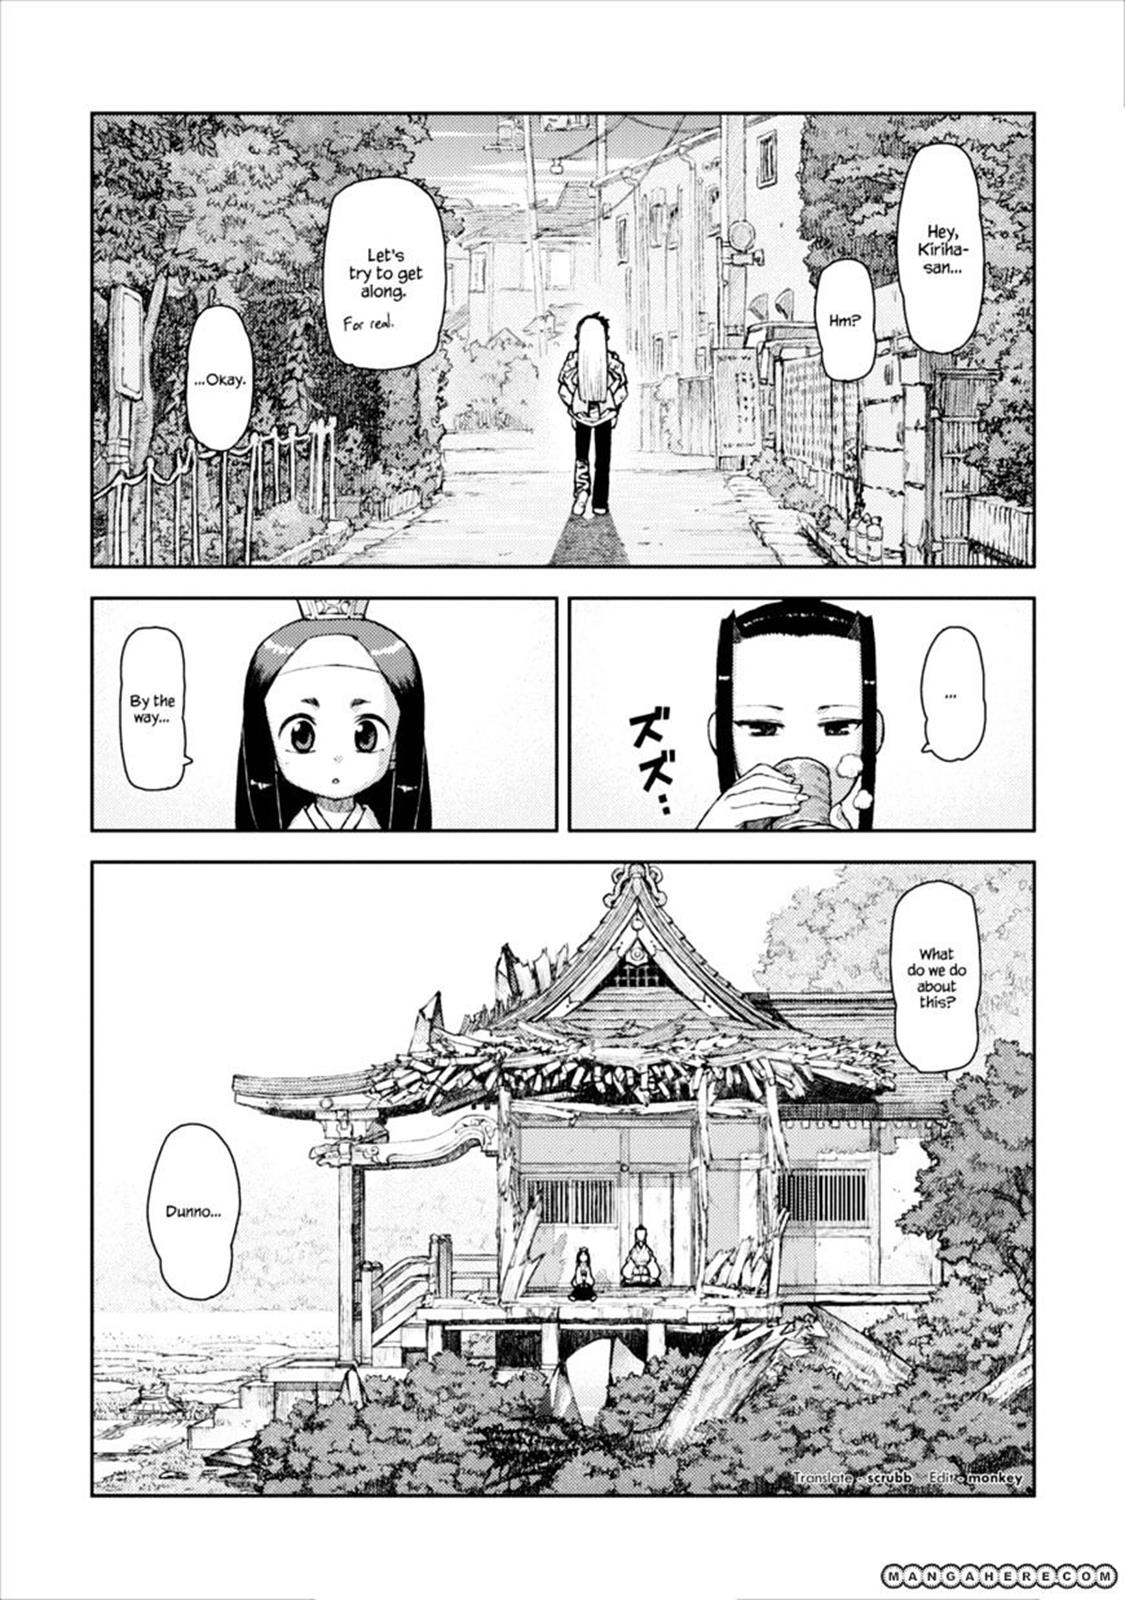 Hey,
Kiriha-
san...
Hm?
Let's
try to get
along.
For real.
...Okay.
...
ズズ...
By the
way...
What
do we do
about
this?
Dunno...
Translate - scrubb Edit - monkey
MANGAHERE.COM